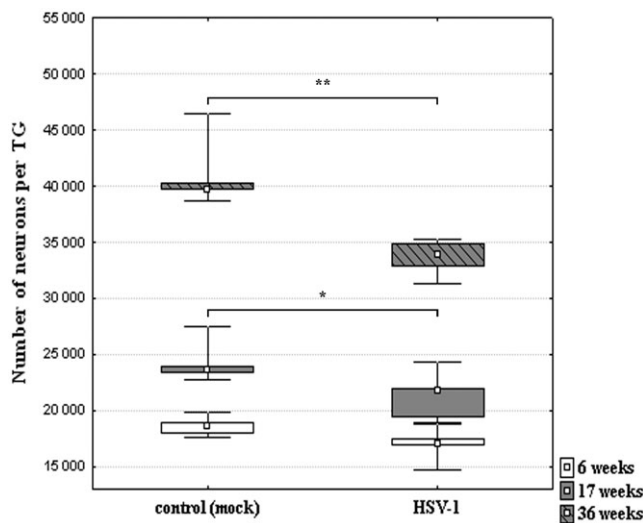 Number of neurons per TG
55 000
50 000
45 000
40 000
35 000
30 000
25 000
20 000
15 000
**
*
control (mock)
HSV-1
6 weeks
17 weeks
36 weeks